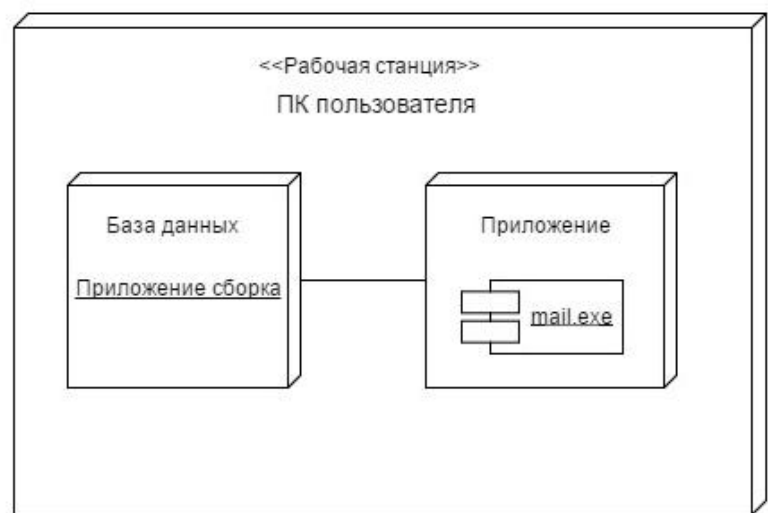 <<Рабочая станция>>
ПК пользователя
База данных
Приложение сборка
Приложение
mail.exe